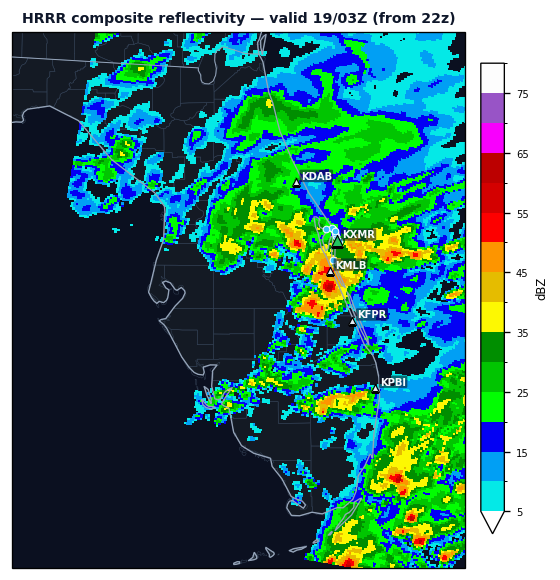 HRRR composite reflectivity — valid 19/03Z (from 22z)
75
65
55
45
35
25
15
5
dBZ
KDAB
KXMR
KMLB
KFPR
KPBI